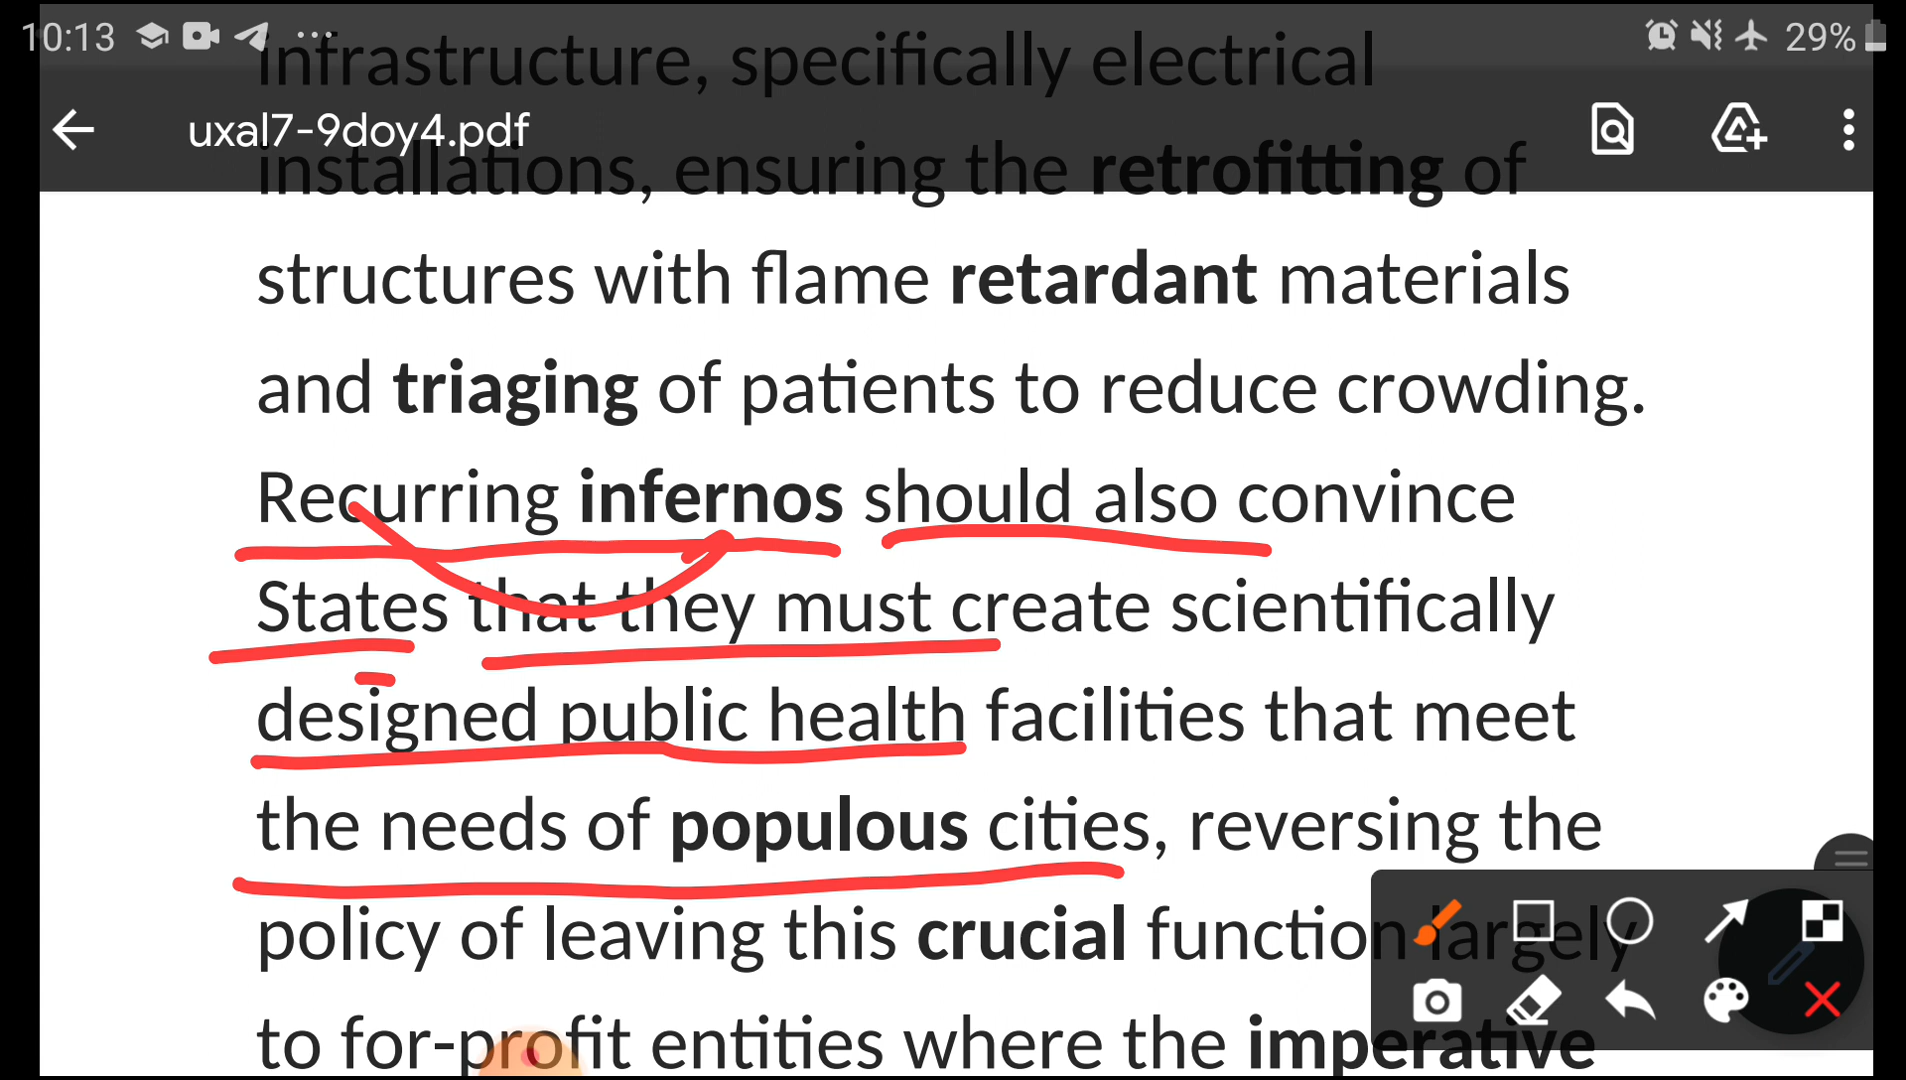 10:13 29%
infrastructure, specifically electrical
uxal7-9doy4.pdf
installations, ensuring the retrofitting of
structures with flame retardant materials
and triaging of patients to reduce crowding.
Recurring infernos should also convince
States that they must create scientifically
designed public health facilities that meet
the needs of populous cities, reversing the
policy of leaving this crucial function largely
to for-profit entities where the imperative